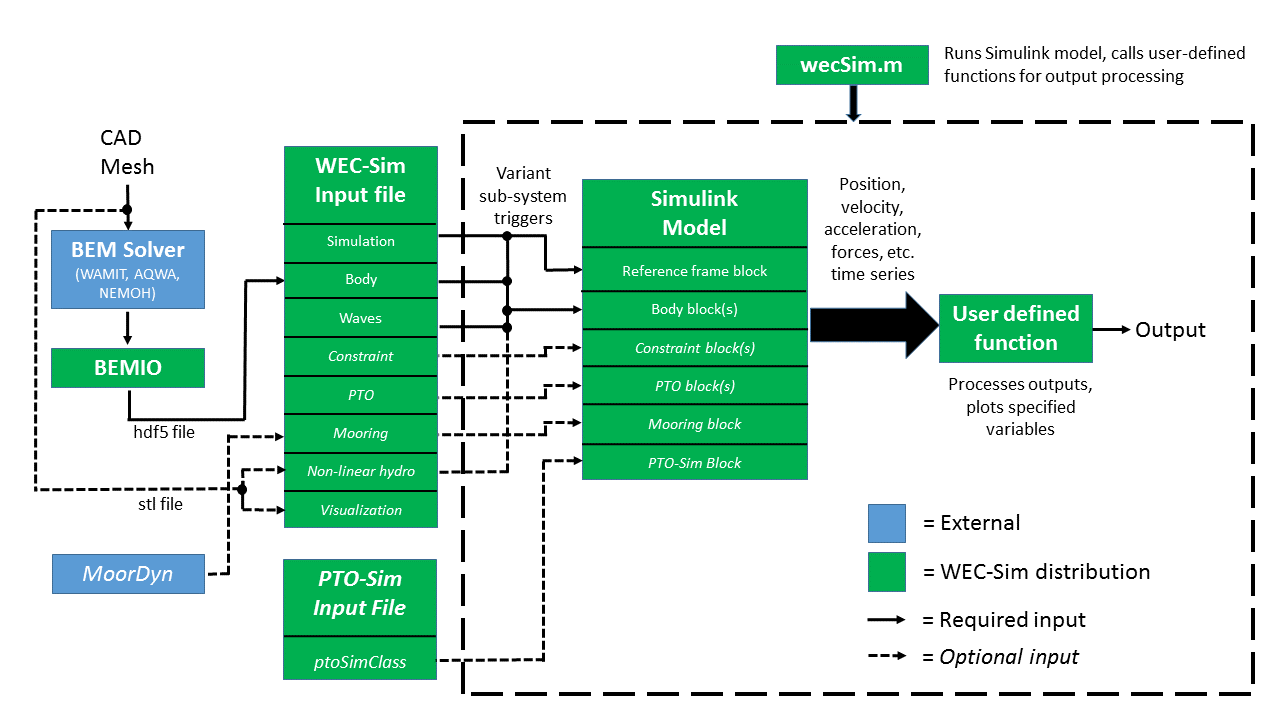 wecSim.m
Runs Simulink model, calls user-defined
functions for output processing
CAD
Mesh
BEM Solver
(WAMIT, AQWA,
NEMOH)
BEMIO
hdf5 file
stl file
MoorDyn
WEC-Sim
Input file
Simulation
Body
Waves
Constraint
PTO
Mooring
Non-linear hydro
Visualization
PTO-Sim
Input File
ptoSimClass
Variant
sub-system
triggers
Simulink
Model
Reference frame block
Body block(s)
Constraint block(s)
PTO block(s)
Mooring block
PTO-Sim Block
Position,
velocity,
acceleration,
forces, etc.
time series
User defined
function
Output
Processes outputs,
plots specified
variables
= External
= WEC-Sim distribution
= Required input
= Optional input